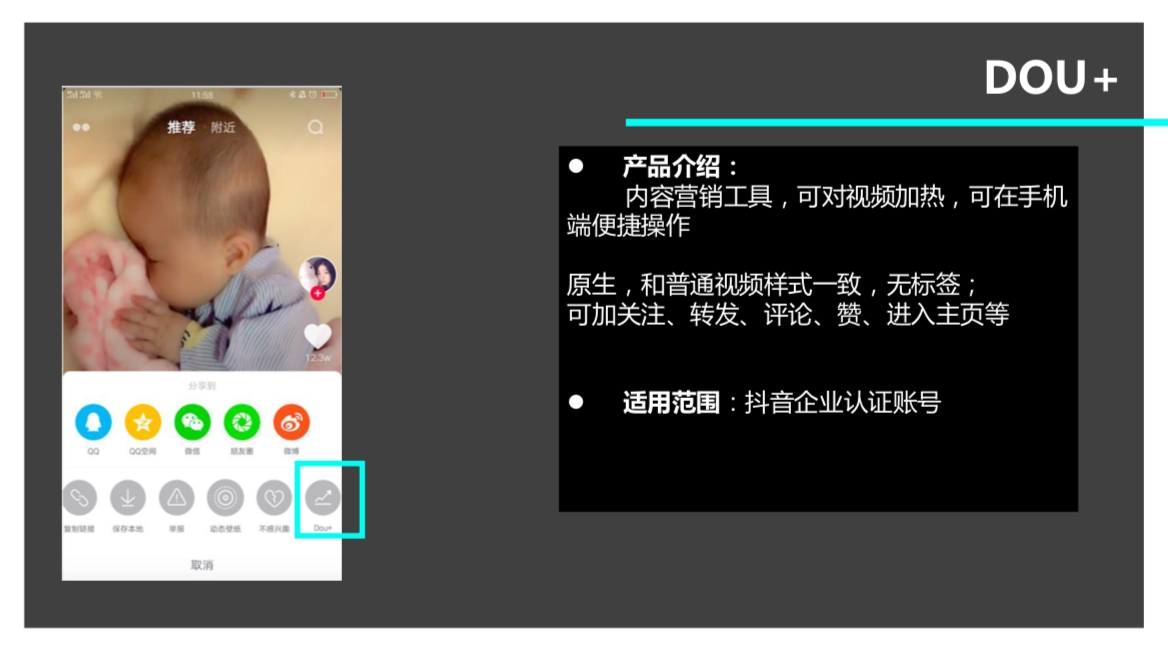 DOU+
11:58
推荐 附近
12.3w
分享到
QQ QQ空间 微信 朋友圈 微博
复制链接 保存本地 举报 动态壁纸 不感兴趣 Dou+
取消
● 产品介绍：
内容营销工具，可对视频加热，可在手机
端便捷操作
原生，和普通视频样式一致，无标签；
可加关注、转发、评论、赞、进入主页等
● 适用范围：抖音企业认证账号